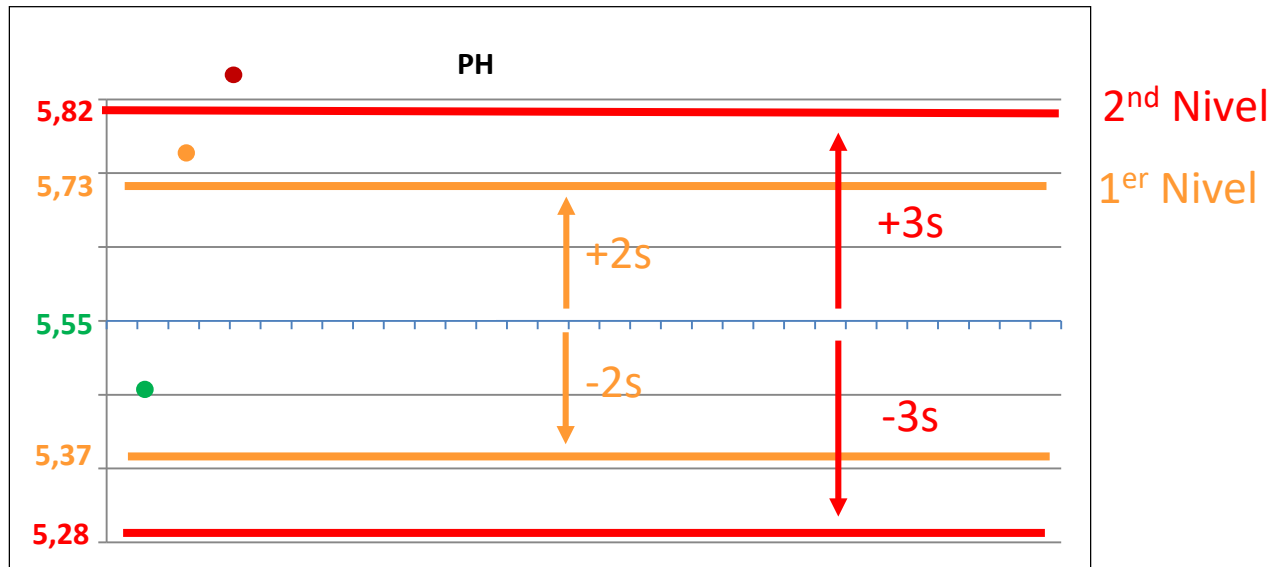 PH
5,82
2nd Nivel
5,73
1er Nivel
+3s
+2s
5,55
-2s
-3s
5,37
5,28